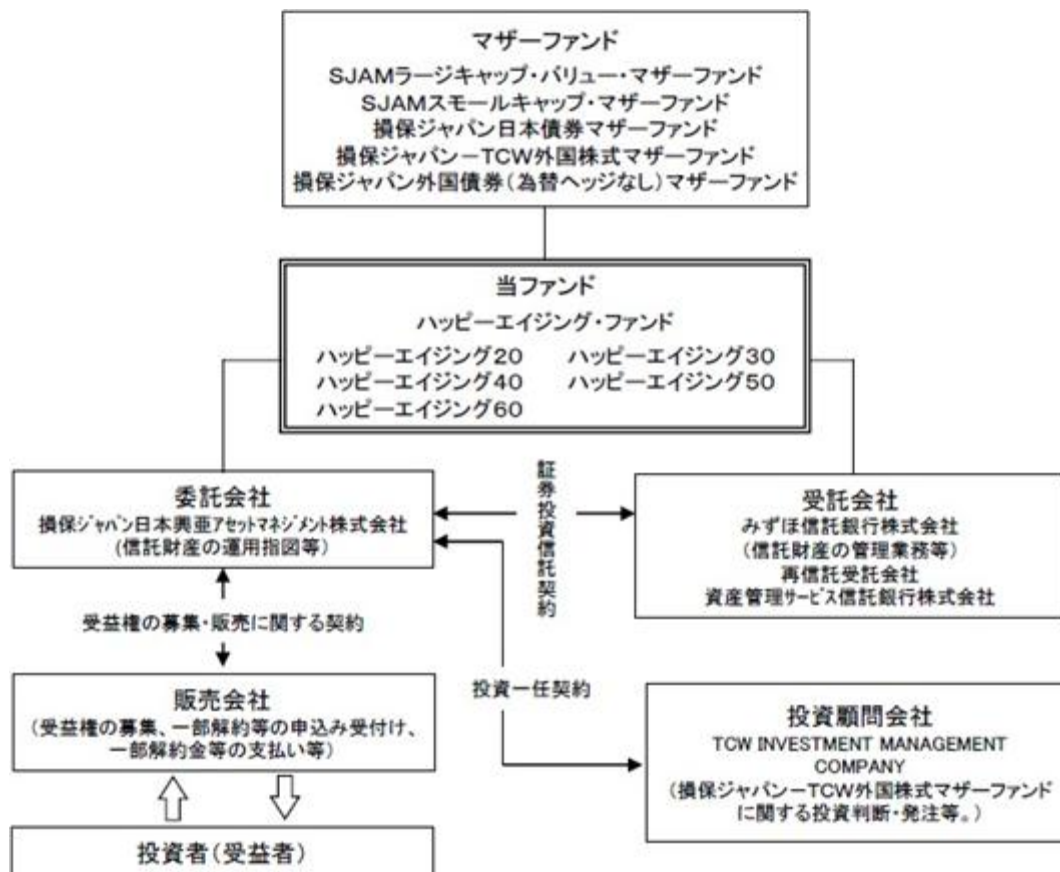 マザーファンド
SJAMラージキャップ・バリュー・マザーファンド
SJAMスモールキャップ・マザーファンド
損保ジャパン日本債券マザーファンド
損保ジャパン－TCW外国株式マザーファンド
損保ジャパン外国債券(為替ヘッジなし)マザーファンド
当ファンド
ハッピーエイジング・ファンド
ハッピーエイジング20 ハッピーエイジング30
ハッピーエイジング40 ハッピーエイジング50
ハッピーエイジング60
委託会社
損保ジャパン日本興亜アセットマネジメント株式会社
(信託財産の運用指図等)
証券投資信託契約
受託会社
みずほ信託銀行株式会社
(信託財産の管理業務等)
再信託受託会社
資産管理サービス信託銀行株式会社
受益権の募集・販売に関する契約
販売会社
(受益権の募集、一部解約等の申込み受付け、
一部解約金等の支払い等)
投資一任契約
投資顧問会社
TCW INVESTMENT MANAGEMENT
COMPANY
(損保ジャパン－TCW外国株式マザーファンド
に関する投資判断・発注等。)
投資者(受益者)